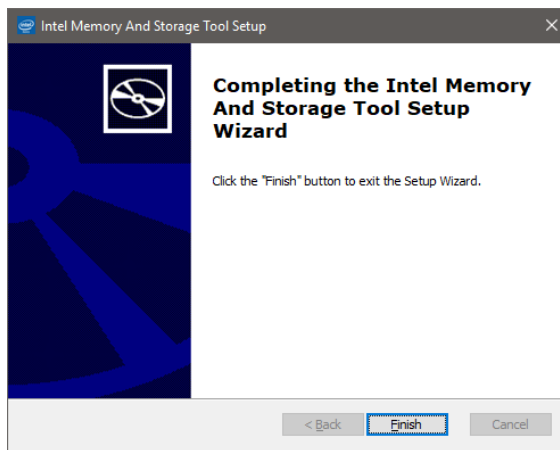 Intel Memory And Storage Tool Setup
Completing the Intel Memory
And Storage Tool Setup
Wizard
Click the "Finish" button to exit the Setup Wizard.
< Back
Finish
Cancel